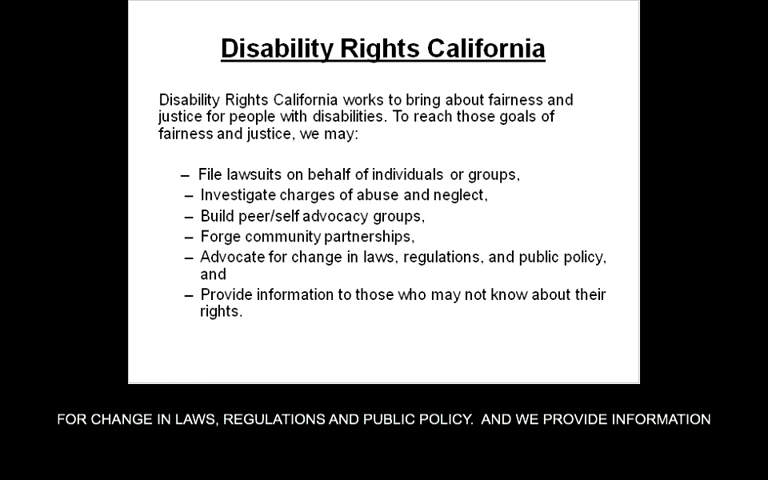 Disability Rights California
Disability Rights California works to bring about fairness and
justice for people with disabilities. To reach those goals of
fairness and justice, we may:
– File lawsuits on behalf of individuals or groups,
– Investigate charges of abuse and neglect,
– Build peer/self advocacy groups,
– Forge community partnerships,
– Advocate for change in laws, regulations, and public policy,
and
– Provide information to those who may not know about their
rights.
FOR CHANGE IN LAWS, REGULATIONS AND PUBLIC POLICY.  AND WE PROVIDE INFORMATION